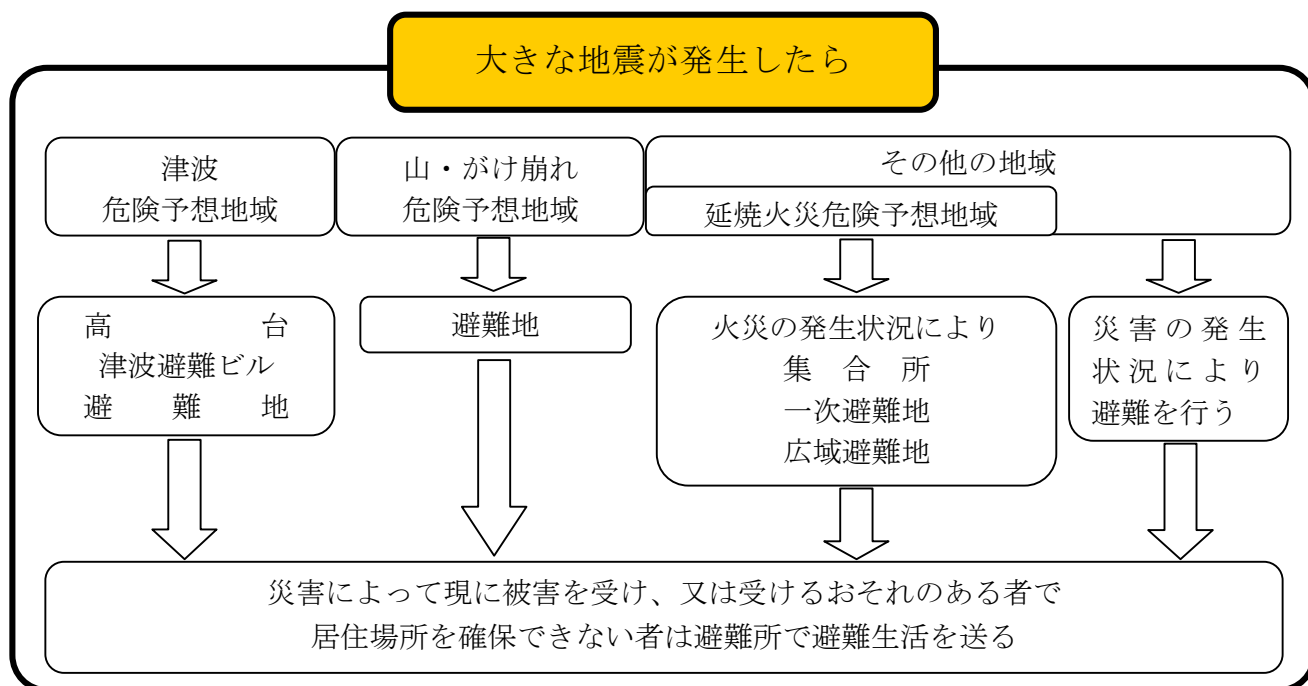 大きな地震が発生したら
津波
危険予想地域
山・がけ崩れ
危険予想地域
その他の地域
延焼火災危険予想地域
高台
津波避難ビル
避難地
避難地
火災の発生状況により
集合所
一次避難地
広域避難地
災害の発生
状況により
避難を行う
災害によって現に被害を受け、又は受けるおそれのある者で
居住場所を確保できない者は避難所で避難生活を送る